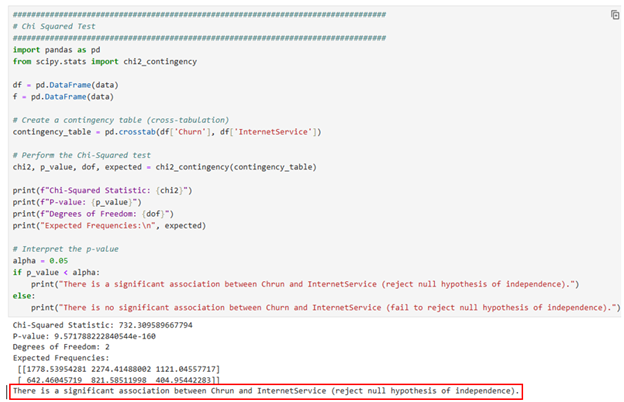 ################################################################################
# Chi Squared Test
################################################################################
import pandas as pd
from scipy.stats import chi2_contingency
df = pd.DataFrame(data)
f = pd.DataFrame(data)
# Create a contingency table (cross-tabulation)
contingency_table = pd.crosstab(df['Churn'], df['InternetService'])
# Perform the Chi-Squared test
chi2, p_value, dof, expected = chi2_contingency(contingency_table)
print(f"Chi-Squared Statistic: {chi2}")
print(f"P-value: {p_value}")
print(f"Degrees of Freedom: {dof}")
print("Expected Frequencies:\n", expected)
# Interpret the p-value
alpha = 0.05
if p_value < alpha:
    print("There is a significant association between Chrun and InternetService (reject null hypothesis of independence).")
else:
    print("There is no significant association between Churn and InternetService (fail to reject null hypothesis of independence).")
Chi-Squared Statistic: 732.309589667794
P-value: 9.571788222840544e-160
Degrees of Freedom: 2
Expected Frequencies:
 [[1778.53954281 2274.41488002 1121.04557717]
 [ 642.46045719  821.58511998  404.95442283]]
There is a significant association between Chrun and InternetService (reject null hypothesis of independence).